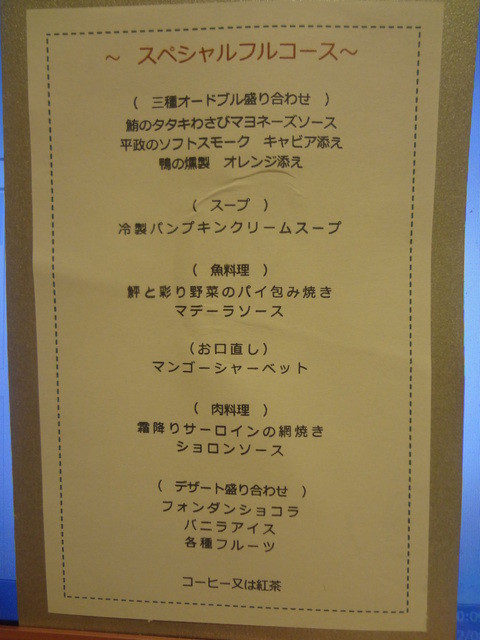 ～ スペシャルフルコース～
（ 三種オードブル盛り合わせ ）
鮪のタタキわさびマヨネーズソース
平政のソフトスモーク キャビア添え
鴨の燻製 オレンジ添え
（ スープ ）
冷製パンプキンクリームスープ
（ 魚料理 ）
と彩り野菜のパイ包み焼き
マデーラソース
（お口直し）
マンゴーシャーベット
（ 肉料理 ）
霜降りサーロインの網焼き
ショロンソース
（ デザート盛り合わせ ）
フォンダンショコラ
バニラアイス
各種フルーツ
コーヒー又は紅茶